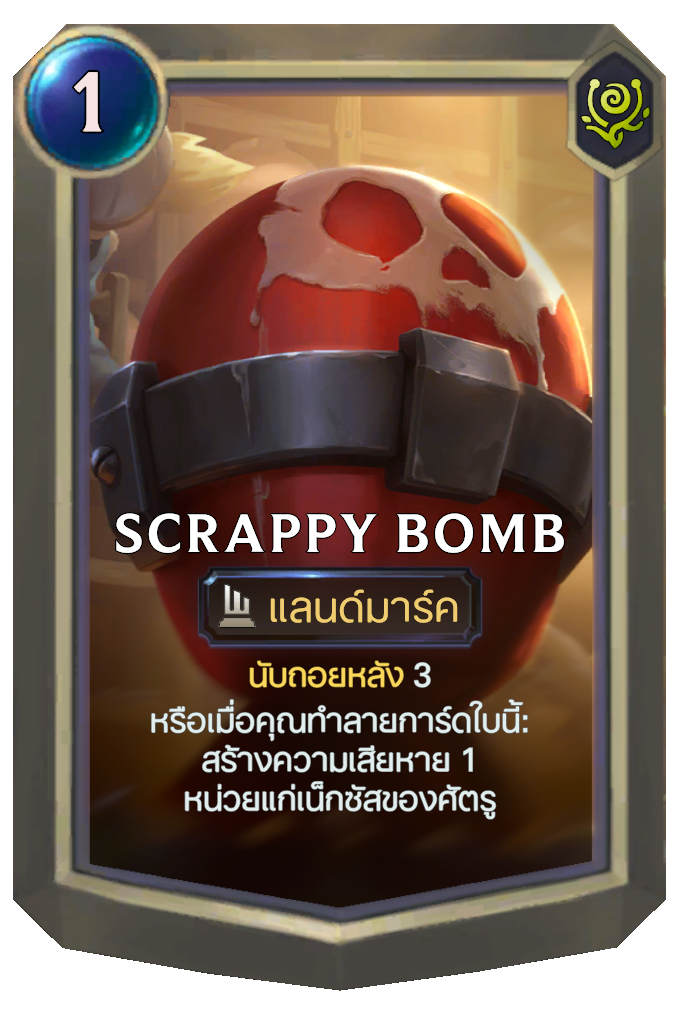 1
SCRAPPY BOMB
แลนด์มาร์ค
นับถอยหลัง 3
หรือเมื่อคุณทำลายการ์ดใบนี้:
สร้างความเสียหาย 1
หน่วยแก่เน็กซัสของศัตรู